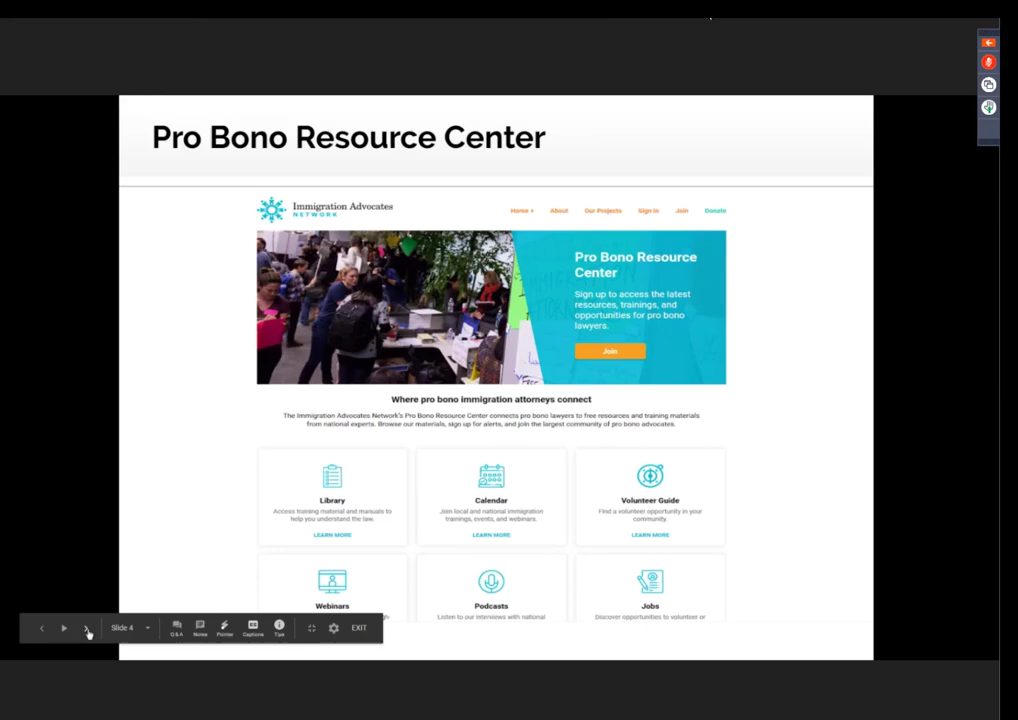 Pro Bono Resource Center
Immigration Advocates
NETWORK
Home +
About
Our Projects
Sign In
Join
Donate
Pro Bono Resource
Center
Sign up to access the latest
resources, trainings, and
opportunities for pro bono
lawyers.
Join
Where pro bono immigration attorneys connect
The Immigration Advocates Network's Pro Bono Resource Center connects pro bono lawyers to free resources and training materials
from national experts. Browse our materials, sign up for alerts, and join the largest community of pro bono advocates.
Library
Access training material and manuals to
help you understand the law.
LEARN MORE
Calendar
Join local and national immigration
trainings, events, and webinars.
LEARN MORE
Volunteer Guide
Find a volunteer opportunity in your
community.
LEARN MORE
Webinars
Podcasts
Listen to our interviews with national
Jobs
Discover opportunities to volunteer or
Slide 4
Q&A
Notes
Pointer
Captions
Tips
EXIT